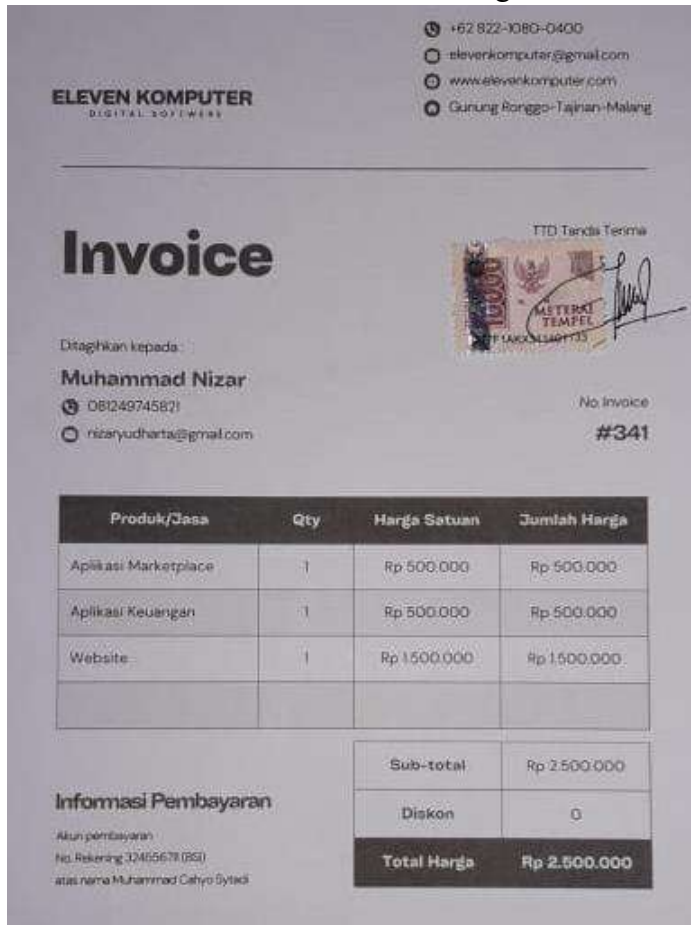 +62 822-1080-0400
elevenkomputer@gmail.com
www.elevenkomputer.com
Gunung Ronggo-Tajinan-Malang
ELEVEN KOMPUTER
DIGITAL SOFTWERE
Invoice
TTD Tanda Terima
10000
METERAI
TEMPEL
Ditagihkan kepada :
Muhammad Nizar
081249745821
nizaryudharta@gmail.com
No. Invoice
#341
Produk/Jasa Qty Harga Satuan Jumlah Harga
Aplikasi Marketplace 1 Rp 500.000 Rp 500.000
Aplikasi Keuangan 1 Rp 500.000 Rp 500.000
Website 1 Rp 1.500.000 Rp 1.500.000
Sub-total Rp 2.500.000
Informasi Pembayaran
Diskon 0
Akun pembayaran
No. Rekening (BSI)
Total Harga Rp 2.500.000
atas nama Muhammad Cahyo